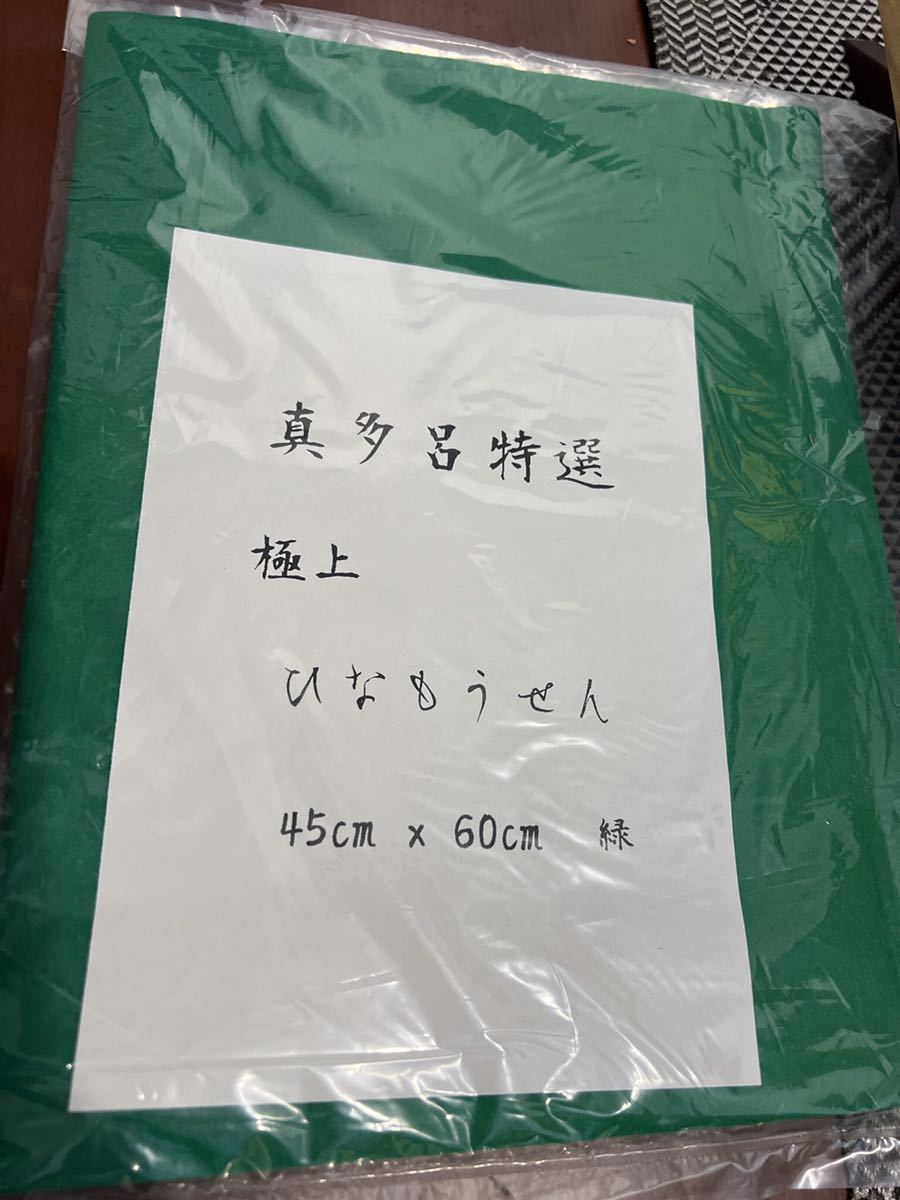 真多呂特選
極上
ひなもうせん
45cm x 60cm 緑